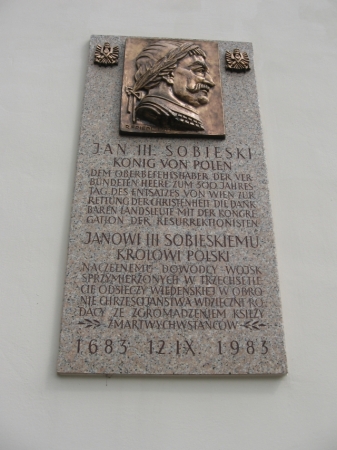 JAN III. SOBIESKI
KÖNIG VON POLEN
DEM OBERBEFEHLSHABER DER VER-
BÜNDETEN HEERE ZUM 300. JAHRES-
TAG DES ENTSATZES VON WIEN ZUR
RETTUNG DER CHRISTENHEIT DIE DANK-
BAREN LANDSLEUTE MIT DER KONGRE-
GATION DER RESURREKTIONISTEN
JANOWI III SOBIESKIEMU
KRÓLOWI POLSKI
NACZELNEMU DOWÓDCY WOJSK
SPRZYMIERZONYCH W TRZECHSETLE-
CIE ODSIECZY WIEDEŃSKIEJ W OBRO-
NIE CHRZEŚCIJAŃSTWA WDZIĘCZNI RO-
DACY ZE ZGROMADZENIEM KSIĘŻY
ZMARTWYCHWSTAŃCÓW
1683 12.IX. 1983